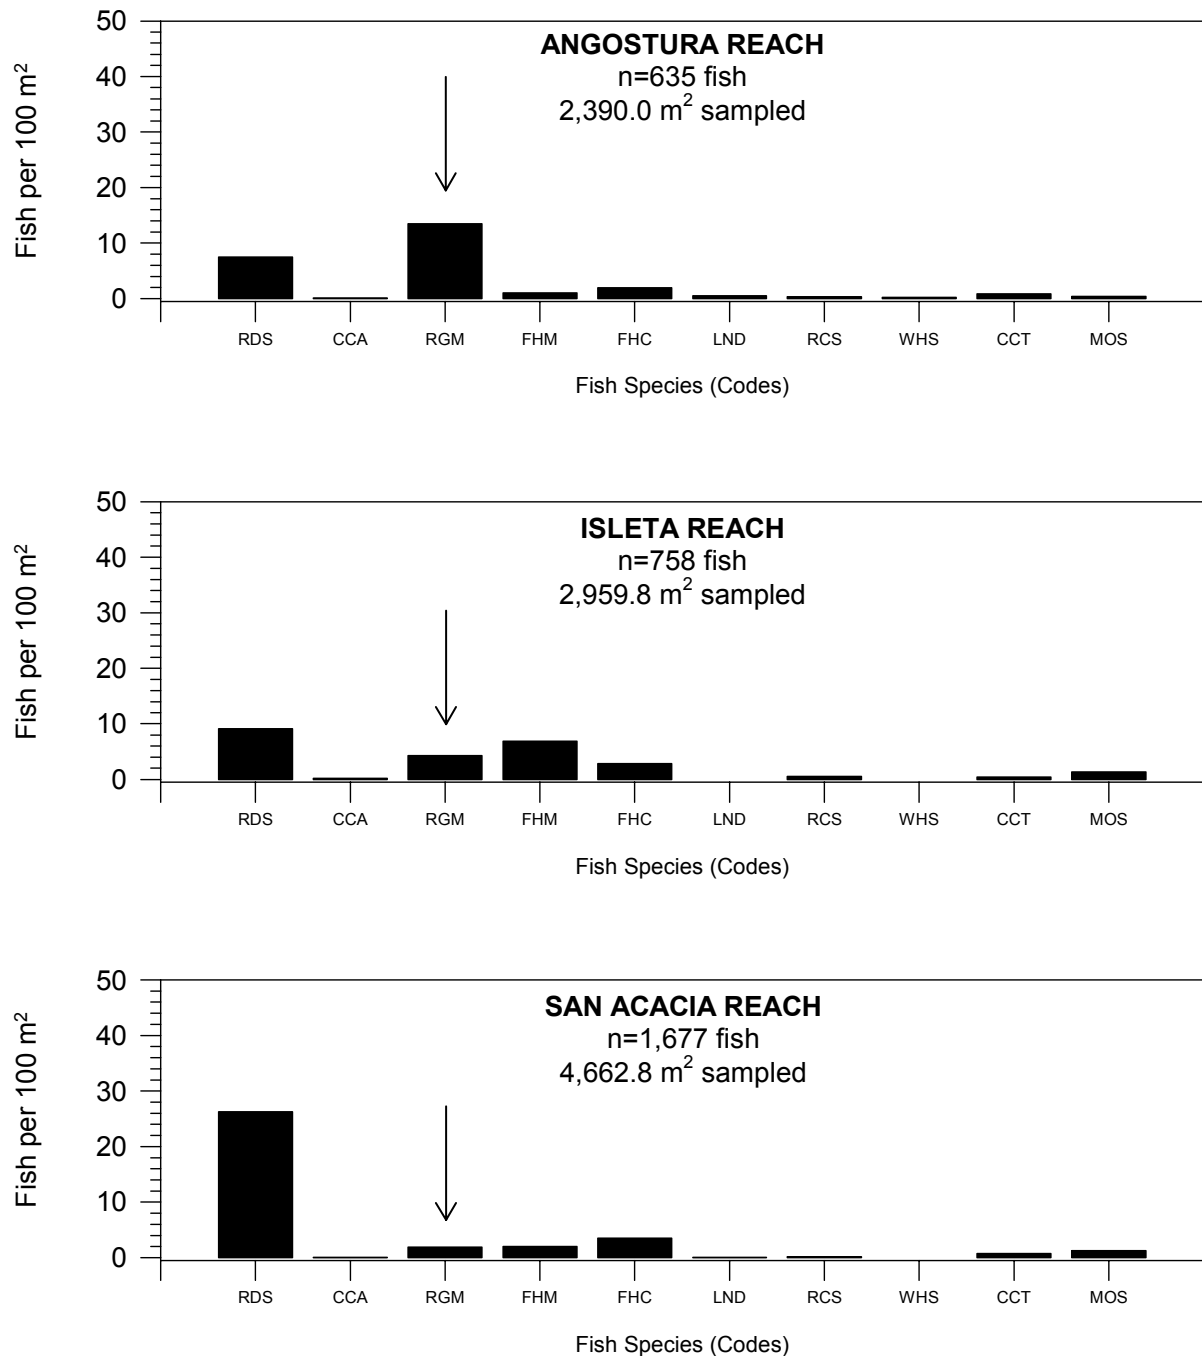 50
40
30
20
10
0
Fish per 100 m²
ANGOSTURA REACH
n=635 fish
2,390.0 m² sampled
RDS CCA RGM FHM FHC LND RCS WHS CCT MOS
Fish Species (Codes)
50
40
30
20
10
0
Fish per 100 m²
ISLETA REACH
n=758 fish
2,959.8 m² sampled
RDS CCA RGM FHM FHC LND RCS WHS CCT MOS
Fish Species (Codes)
50
40
30
20
10
0
Fish per 100 m²
SAN ACACIA REACH
n=1,677 fish
4,662.8 m² sampled
RDS CCA RGM FHM FHC LND RCS WHS CCT MOS
Fish Species (Codes)